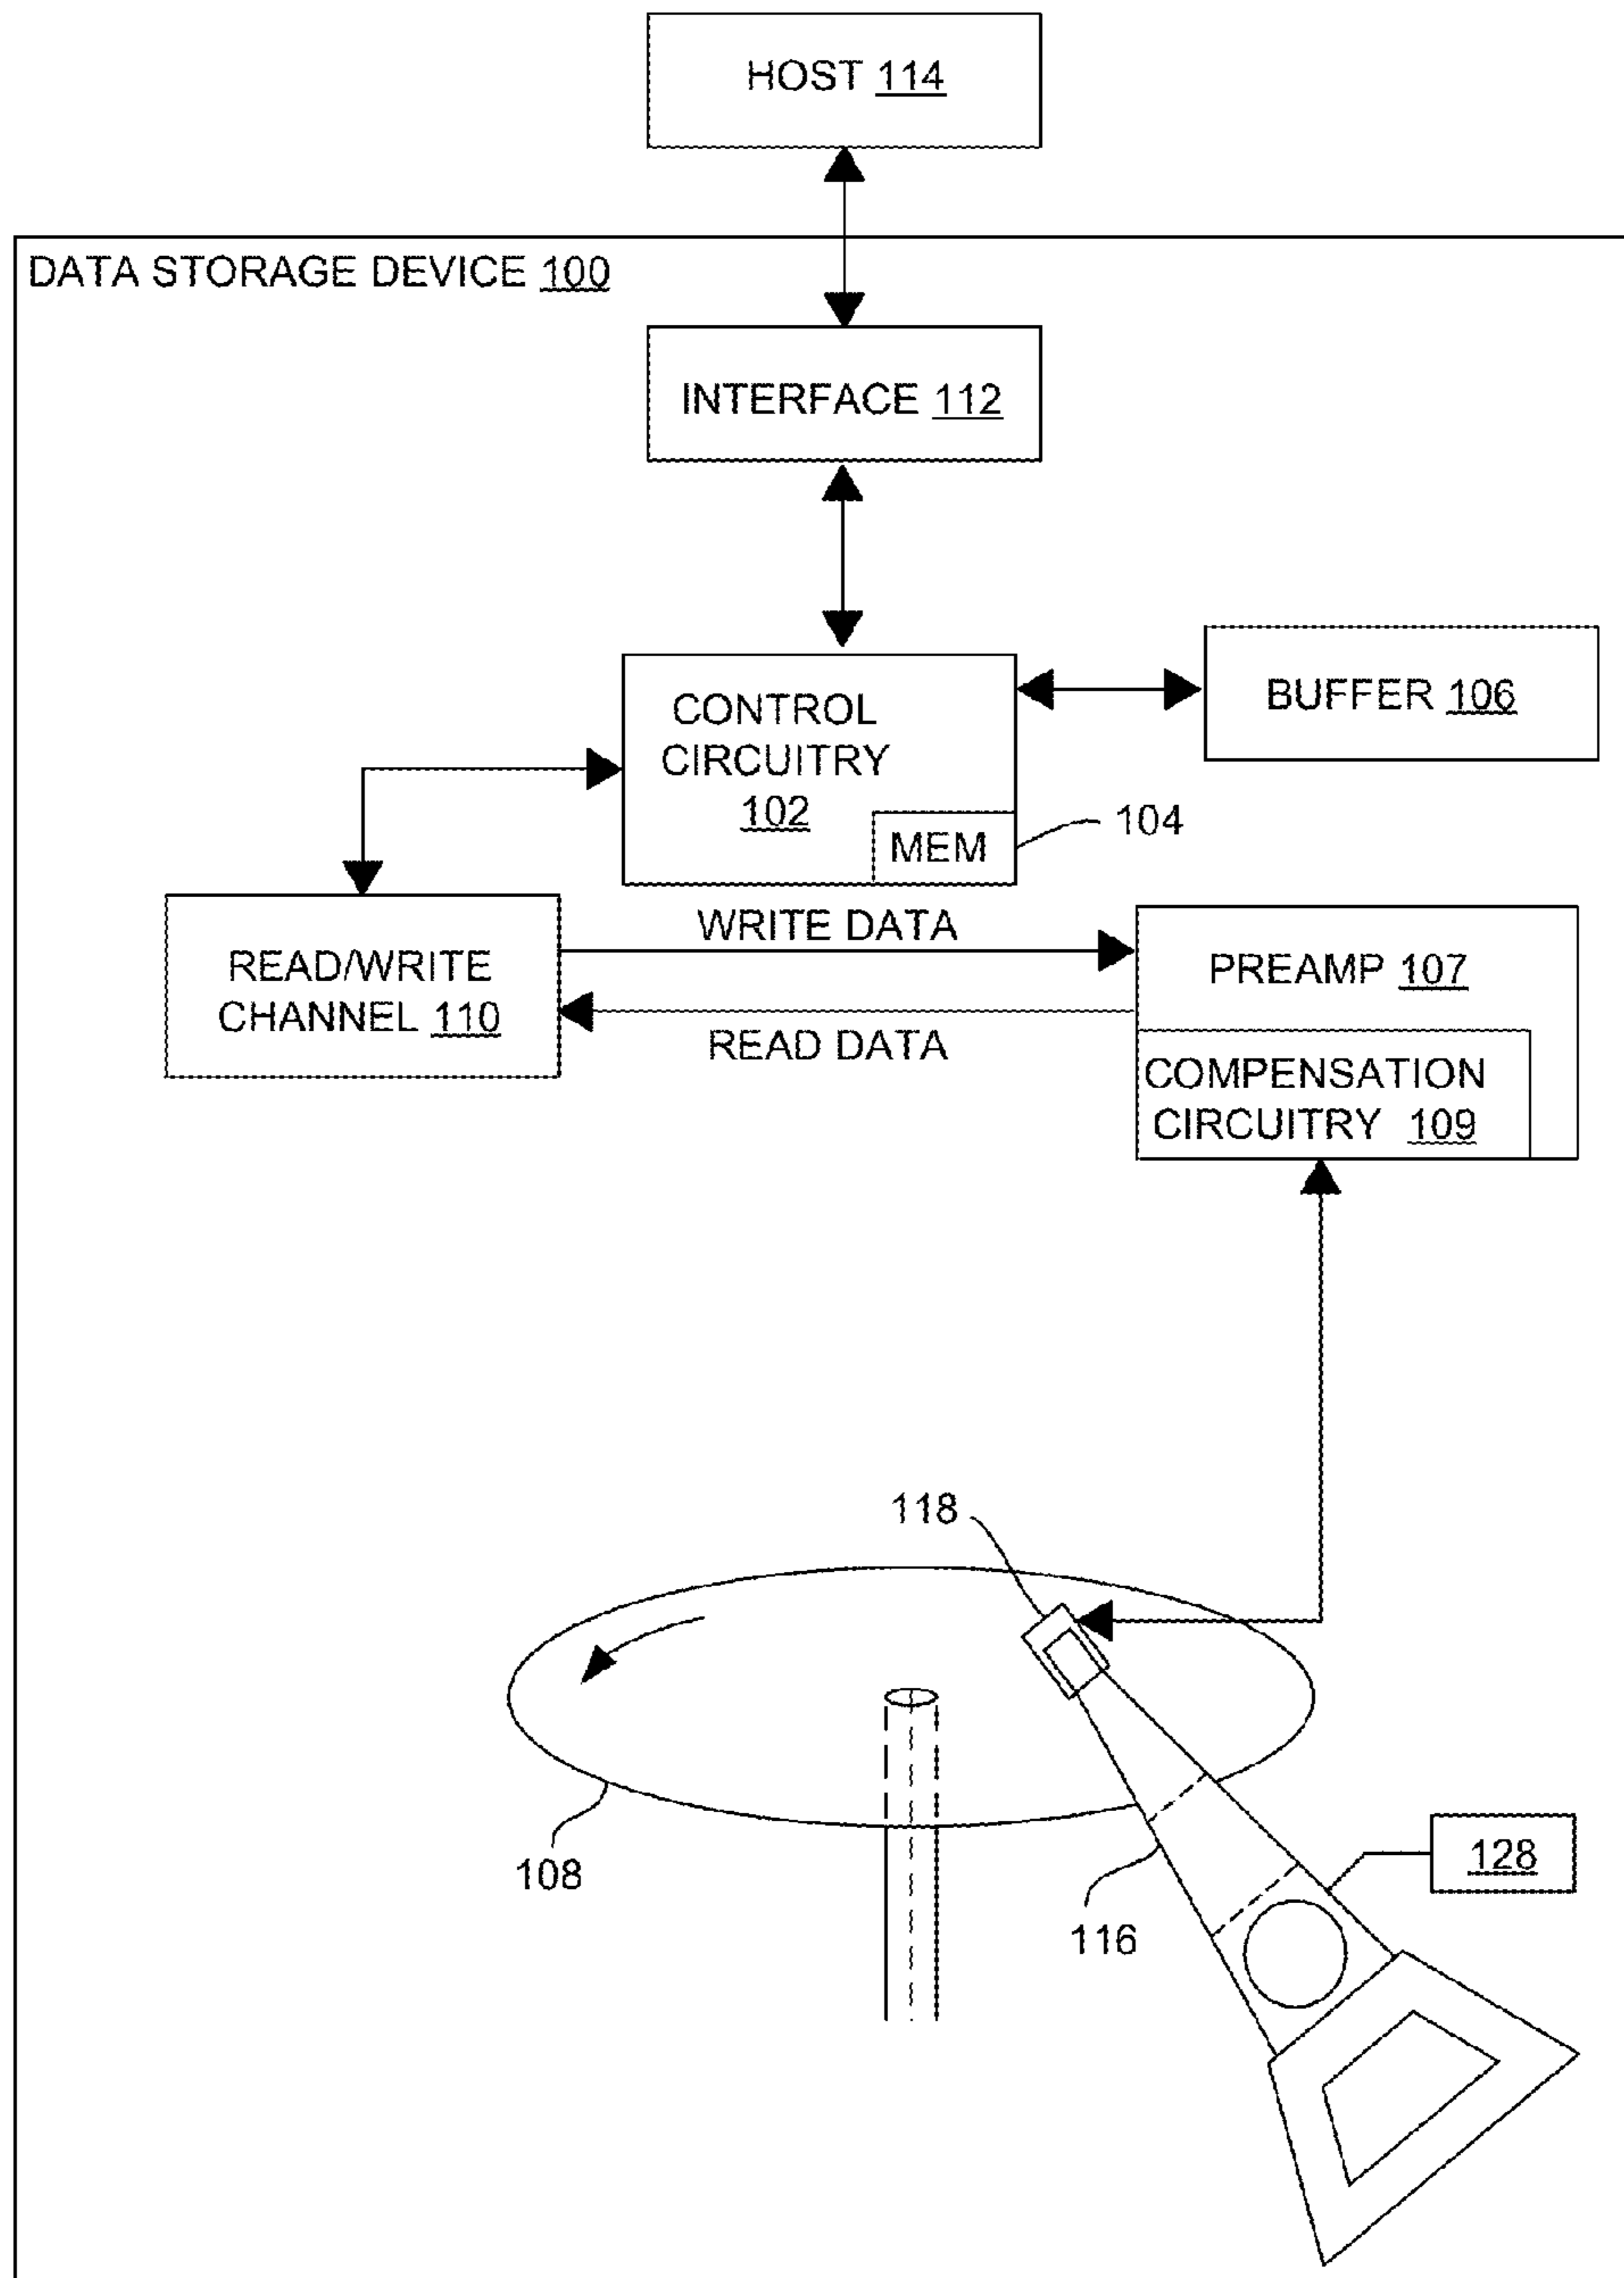 HOST 114
DATA STORAGE DEVICE 100
INTERFACE 112
CONTROL
CIRCUITRY
102
MEM
104
BUFFER 106
READ/WRITE
CHANNEL 110
WRITE DATA
READ DATA
PREAMP 107
COMPENSATION
CIRCUITRY 109
118
108
116
128